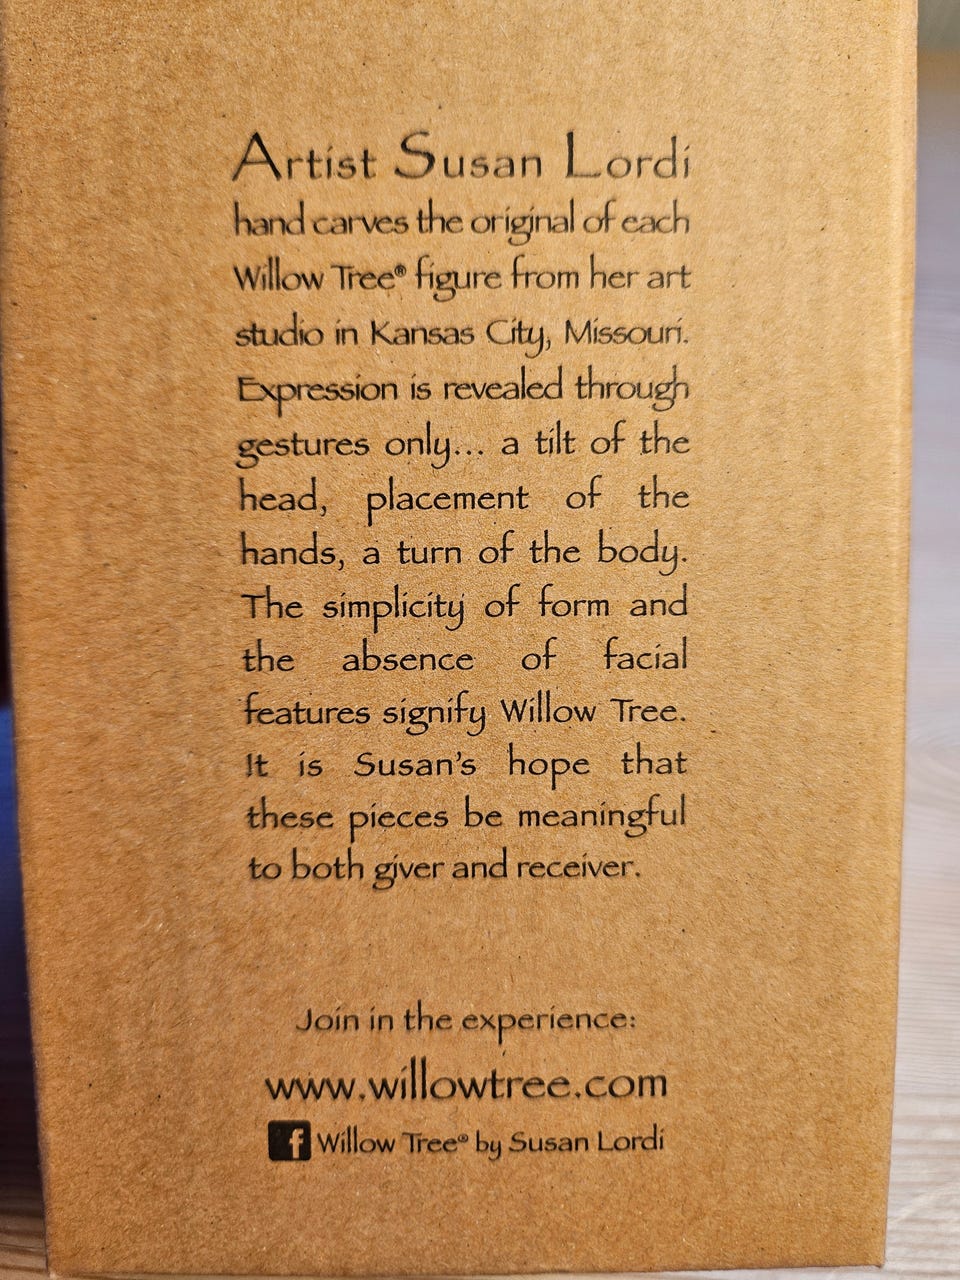 Artist Susan Lordi
hand carves the original of each
Willow Tree® figure from her art
studio in Kansas City, Missouri.
Expression is revealed through
gestures only... a tilt of the
head, placement of the
hands, a turn of the body.
The simplicity of form and
the absence of facial
features signify Willow Tree.
It is Susan's hope that
these pieces be meaningful
to both giver and receiver.
Join in the experience:
www.willowtree.com
f Willow Tree® by Susan Lordi